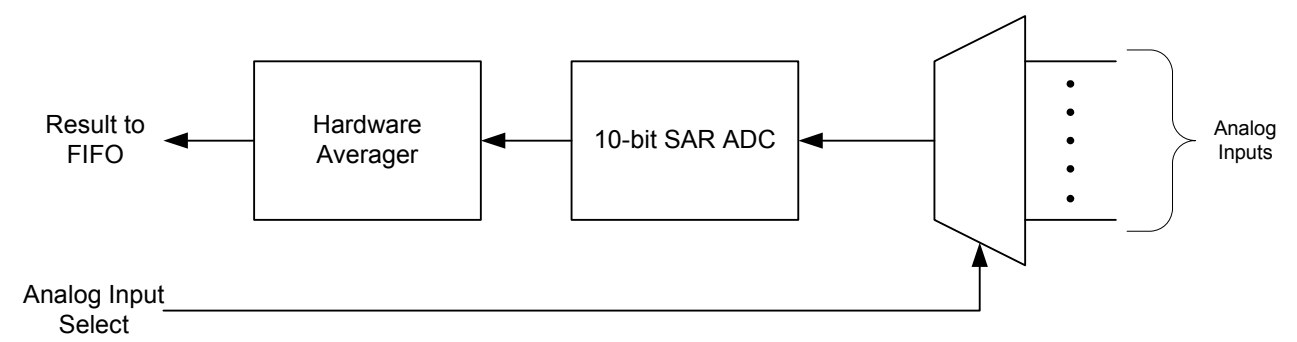 Result to
FIFO
Hardware
Averager
10-bit SAR ADC
Analog
Inputs
Analog Input
Select